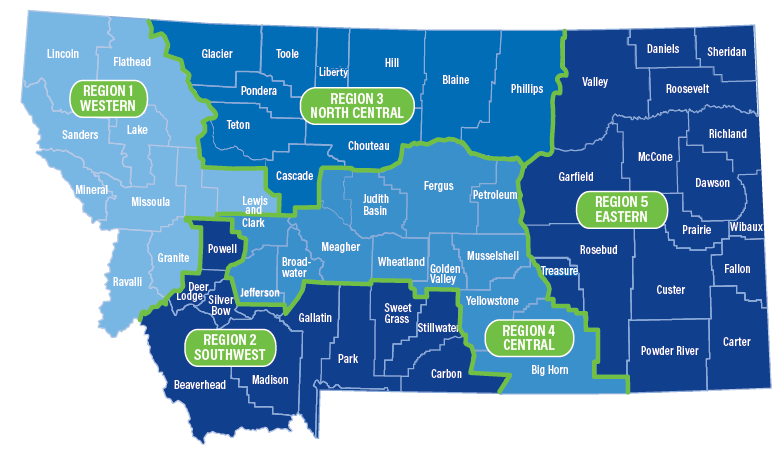 Lincoln
Flathead
REGION 1
WESTERN
Sanders
Lake
Mineral
Missoula
Granite
Ravalli
Glacier
Toole
Liberty
Hill
Blaine
Phillips
Pondera
REGION 3
NORTH CENTRAL
Teton
Chouteau
Cascade
Lewis
and
Clark
Powell
Deer
Lodge
Silver
Bow
Jefferson
Broad-
water
Meagher
Judith
Basin
Fergus
Petroleum
Wheatland
Golden
Valley
Musselshell
Yellowstone
REGION 4
CENTRAL
Big Horn
REGION 2
SOUTHWEST
Beaverhead
Madison
Gallatin
Park
Sweet
Grass
Stillwater
Carbon
Valley
Daniels
Sheridan
Roosevelt
Richland
McCone
Dawson
Garfield
REGION 5
EASTERN
Prairie
Wibaux
Rosebud
Treasure
Fallon
Custer
Powder River
Carter